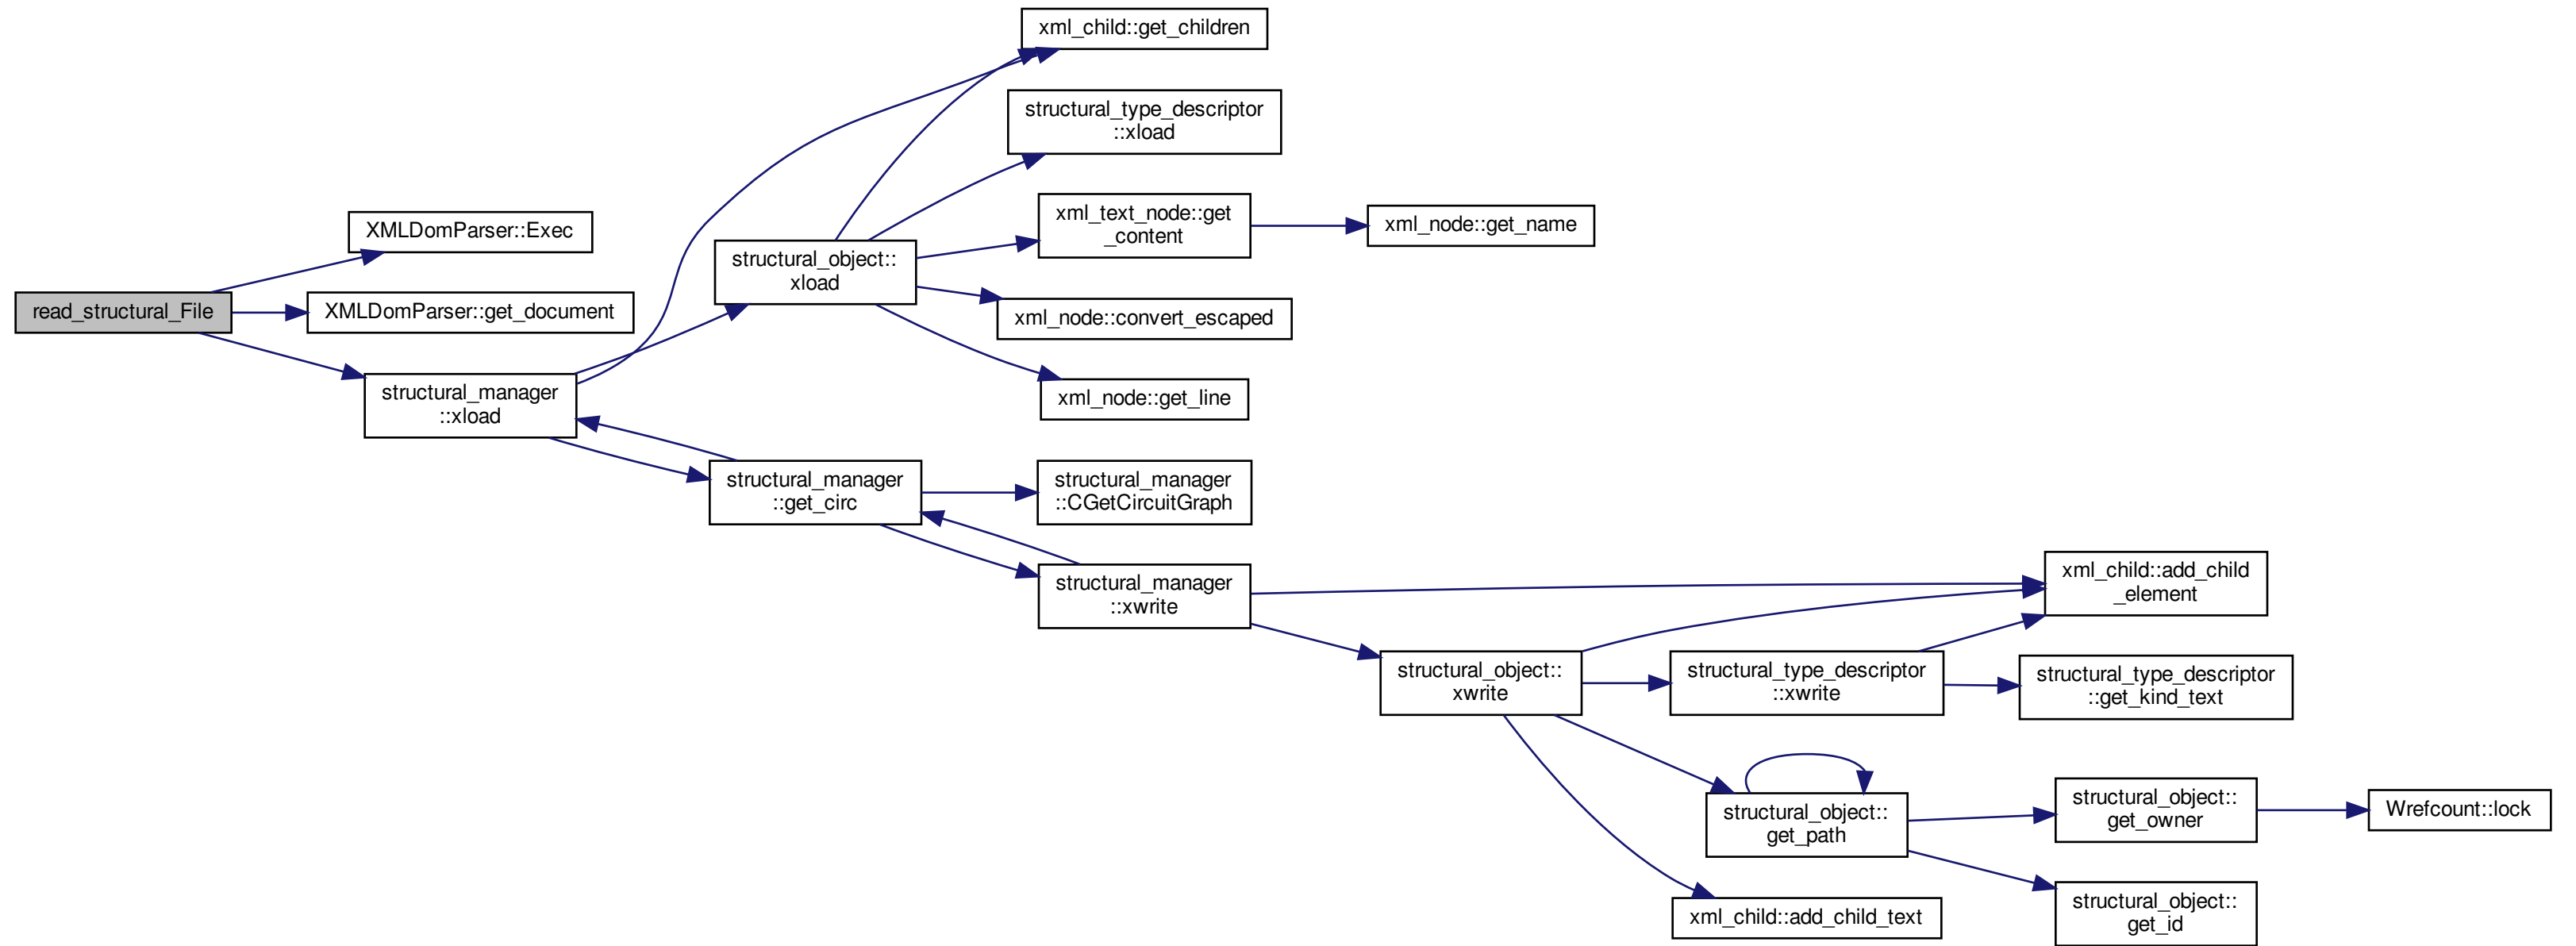 xml_child::get_children
structural_type_descriptor
::xload
xml_text_node::get
_content
xml_node::get_name
XMLDomParser::Exec
structural_object::
xload
read_structural_File
XMLDomParser::get_document
xml_node::convert_escaped
structural_manager
::xload
xml_node::get_line
structural_manager
::get_circ
structural_manager
::CGetCircuitGraph
structural_manager
::xwrite
xml_child::add_child
_element
structural_object::
xwrite
structural_type_descriptor
::xwrite
structural_type_descriptor
::get_kind_text
structural_object::
get_path
structural_object::
get_owner
Wrefcount::lock
xml_child::add_child_text
structural_object::
get_id